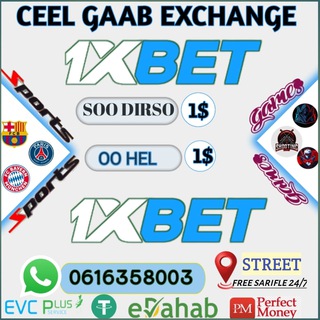 CEEL GAAB EXCHANGE
1XBET
SOO DIRSO 1$
OO HEL 1$
Sports
Sports
games
1XBET
0616358003
STREET
FREE SARIFLE 24/7
EVC PLUS SERVICE
eDahab
PM Perfect Money